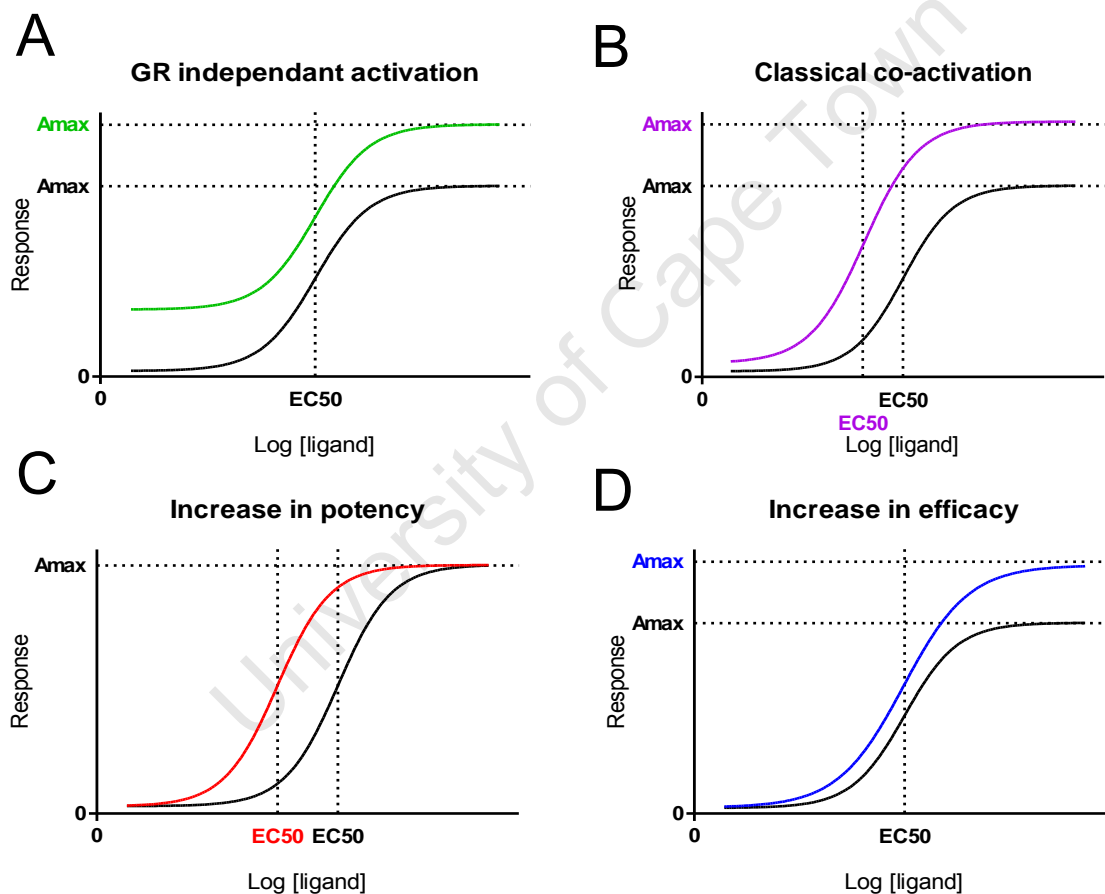 A
GR independant activation
Amax
Amax
Response
0
0
EC50
Log [ligand]
B
Classical co-activation
Amax
Amax
Response
0
0
EC50
EC50
Log [ligand]
C
Increase in potency
Amax
Response
0
0
EC50 EC50
Log [ligand]
D
Increase in efficacy
Amax
Amax
Response
0
0
EC50
Log [ligand]
University of Cape Town